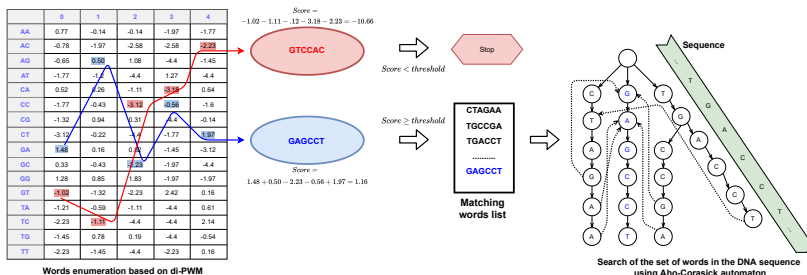 0 1 2 3 4
AA 0.77 -0.14 -0.14 -1.97 -1.77
AC -0.78 -1.97 -2.58 -2.58 -2.23
AG -0.65 0.50 1.08 -4.4 -1.45
AT -1.77 -4.4 1.27 -4.4
CA 0.52 0.26 -1.11 -3.18 0.64
CC -1.77 -0.43 -3.12 -0.56 -1.6
CG -1.32 0.94 0.31 -4.4 -0.14
CT -3.12 -0.22 -4.4 -1.77 1.97
GA 1.48 0.16 -1.45 -3.12
GC 0.33 -0.43 -2.23 -1.97 -4.4
GG 1.28 0.85 1.83 -1.97 -1.97
GT -1.02 -1.32 -2.23 2.42 0.16
TA -1.21 -0.59 -1.11 -4.4 0.61
TC -2.23 -1.11 -4.4 -4.4 2.14
TG -1.45 0.78 0.19 -4.4 -0.54
TT -2.23 -1.45 -4.4 -2.23 0.16
Words enumeration based on di-PWM
Score =
−1.02 − 1.11 − .12 − 3.18 − 2.23 = −10.66
GTCCAC
Score < threshold
Stop
GAGCCT
Score =
1.48 + 0.50 − 2.23 − 0.56 + 1.97 = 1.16
Score ≥ threshold
CTAGAA
TGCCGA
TGACCT
..........
GAGCCT
Matching
words list
Sequence
.. T G A C C T ..
C G T
T A G G
A G C A
G C C C
A C G C
A T A T
Search of the set of words in the DNA sequence
using Aho-Corasick automaton